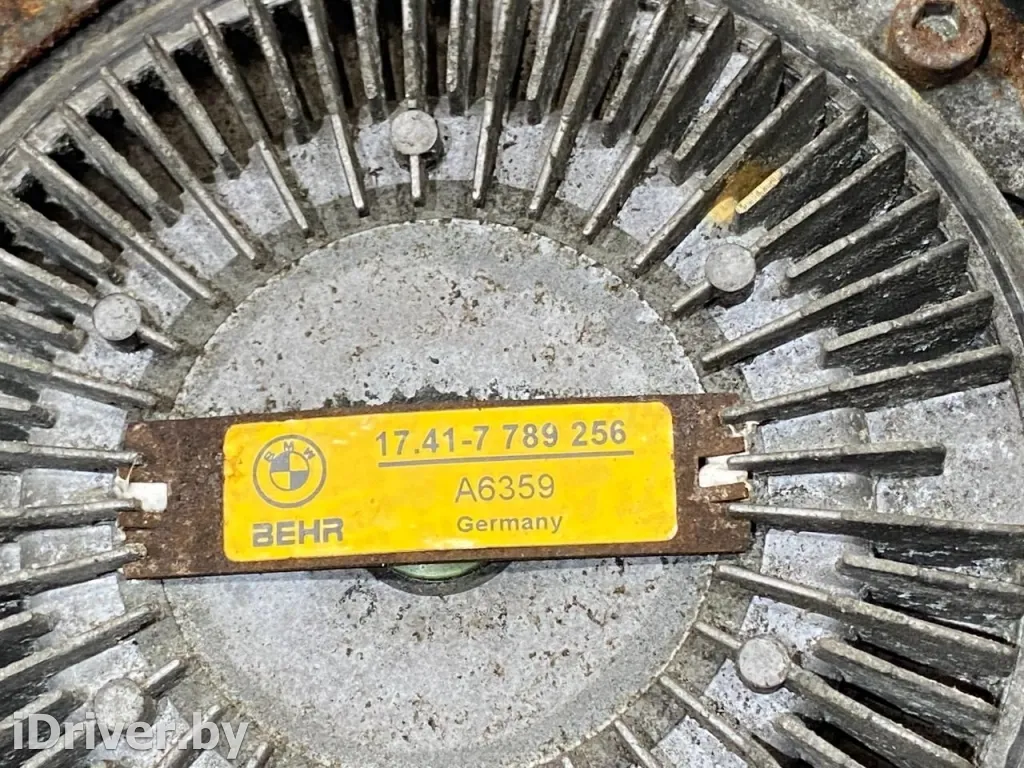 BMW
17.41-7 789 256
A6359
BEHR
Germany
iDriver.by